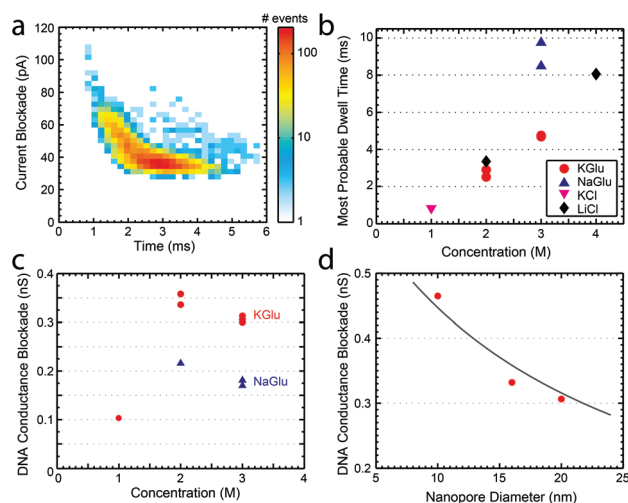 a
# events
Current Blockade (pA)
120
100
80
60
40
20
0
0 1 2 3 4 5 6
Time (ms)
100
10
1
b
Most Probable Dwell Time (ms)
10
8
6
4
2
0
0 1 2 3 4
Concentration (M)
KGlu
NaGlu
KCl
LiCl
c
DNA Conductance Blockade (nS)
0.4
0.3
0.2
0.1
0
0 1 2 3 4
Concentration (M)
KGlu
NaGlu
d
DNA Conductance Blockade (nS)
0.5
0.4
0.3
0.2
5 10 15 20 25
Nanopore Diameter (nm)